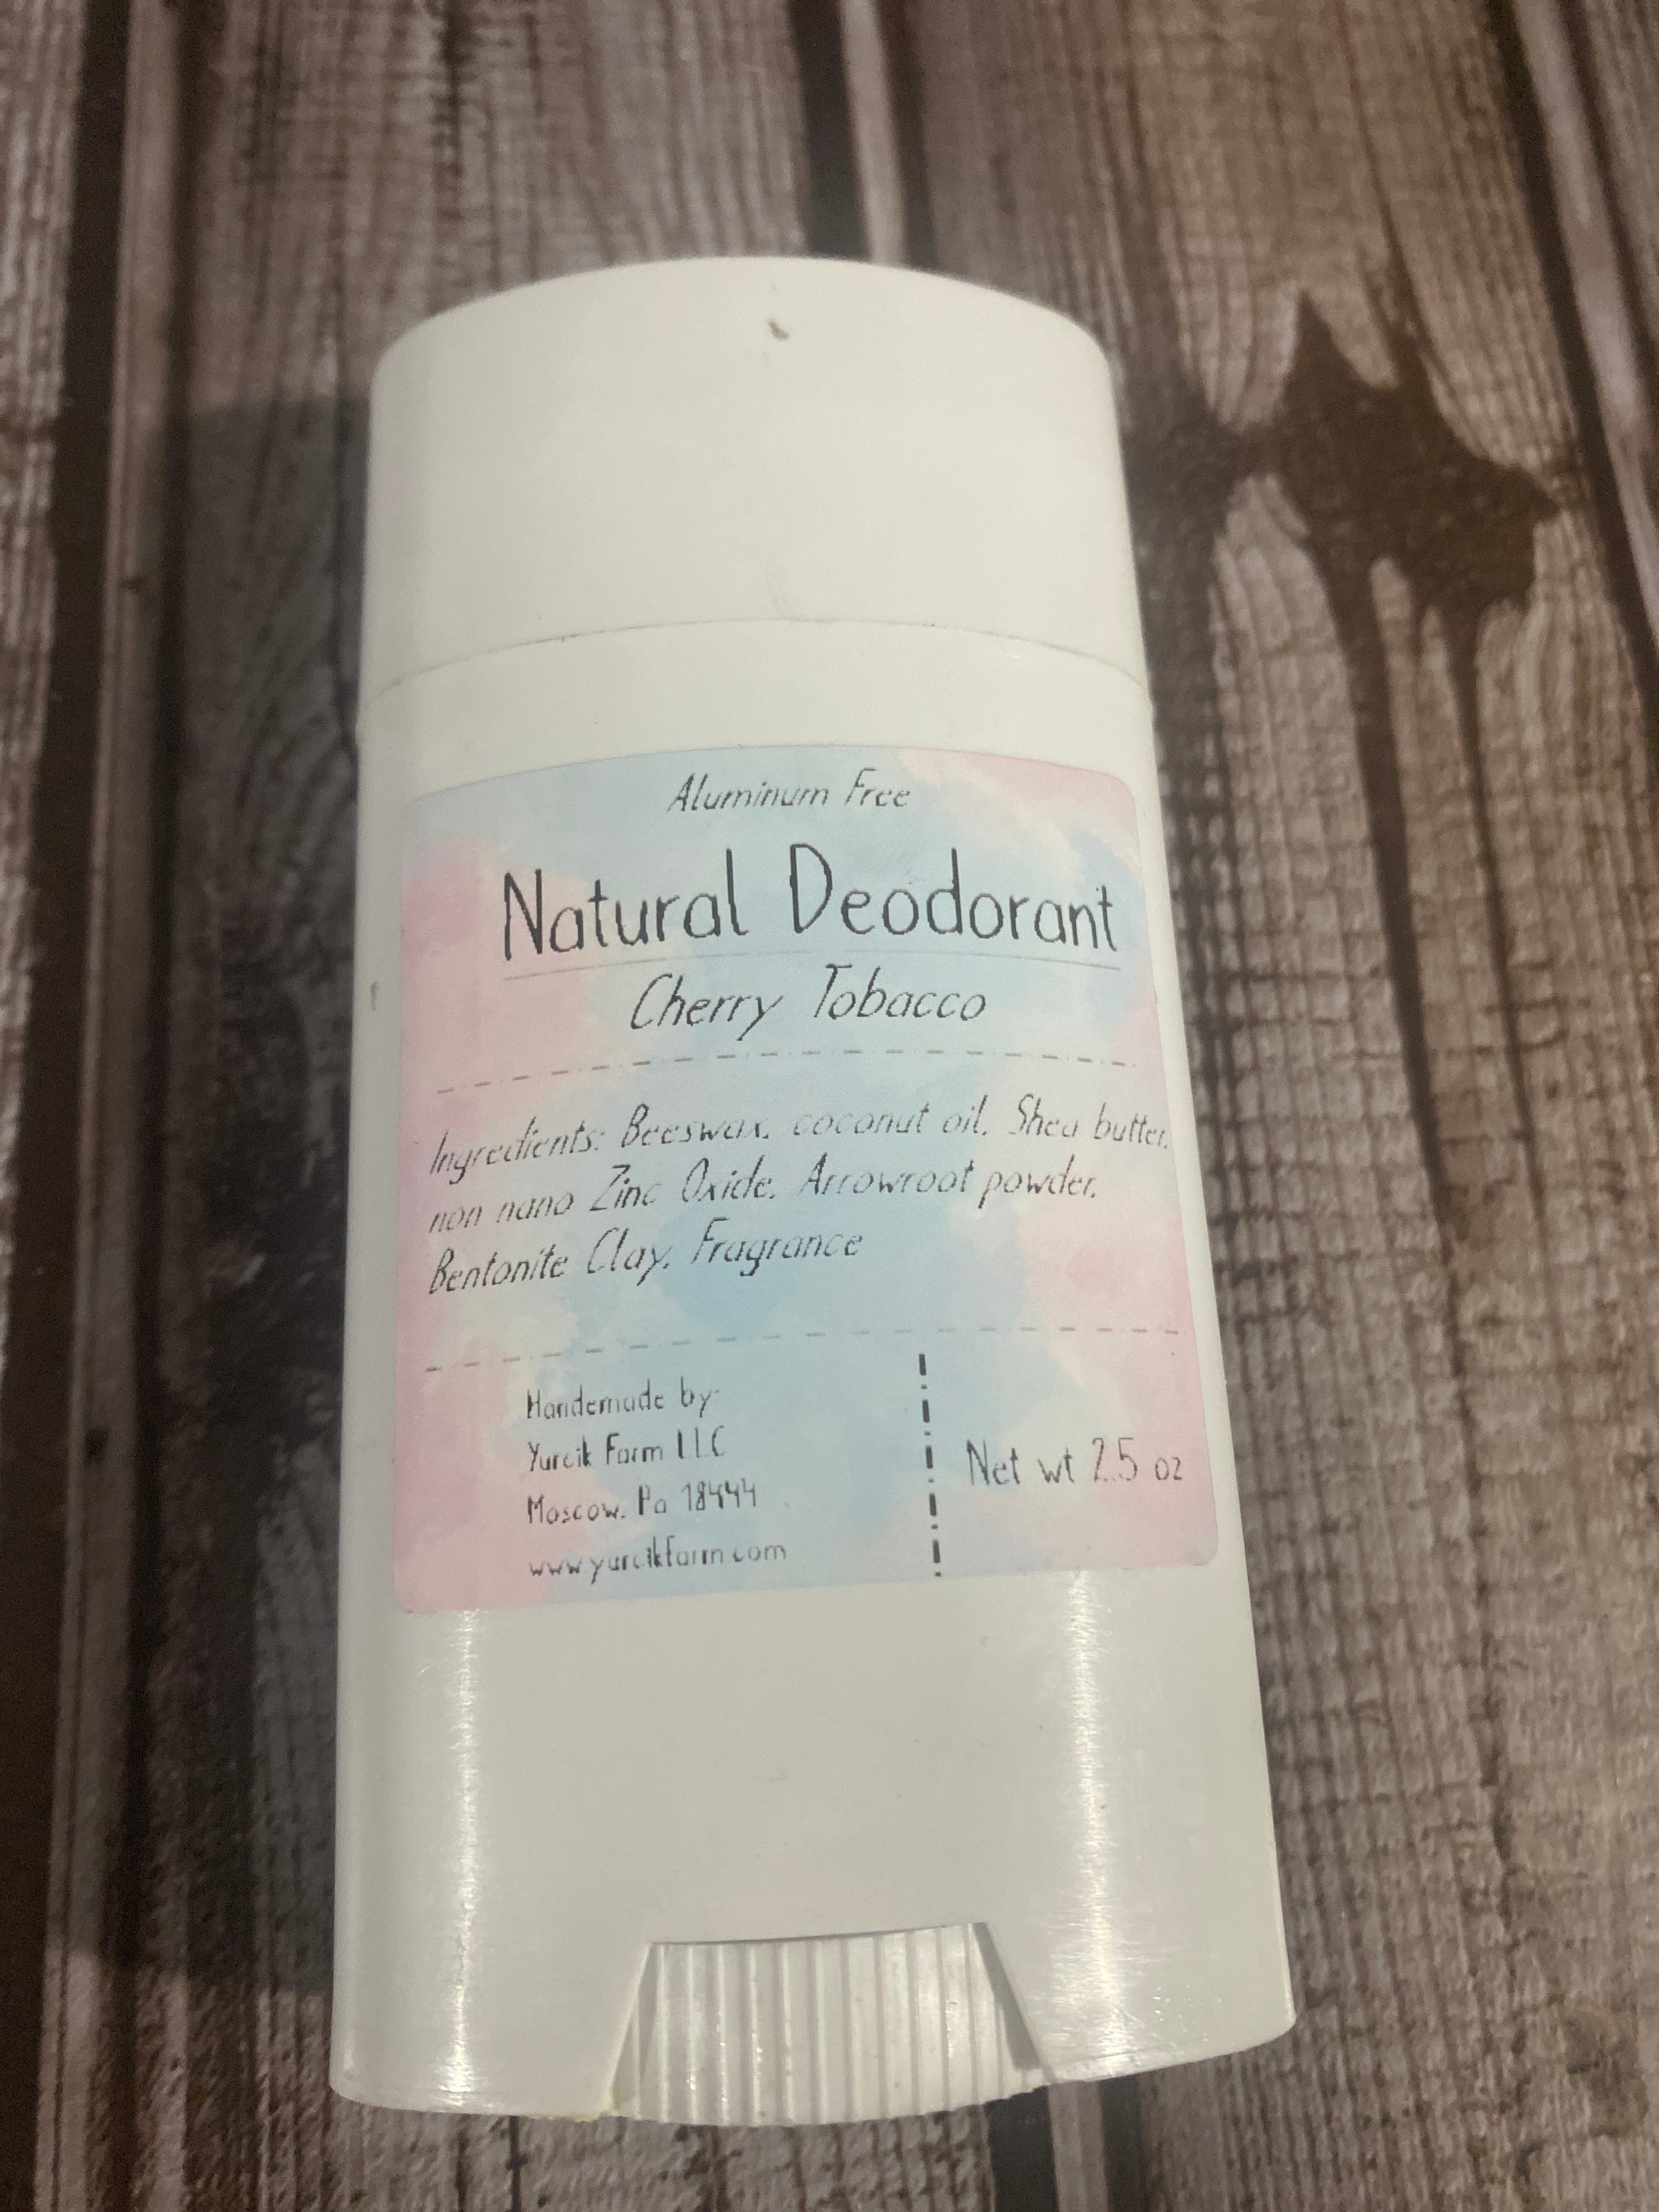 Aluminum Free
Natural Deodorant
Cherry Tobacco
Ingredients: Beeswax, coconut oil, Shea butter,
non nano Zinc Oxide, Arrowroot powder,
Bentonite Clay, Fragrance
Handmade by:
Yurcik Farm LLC
Moscow, Pa 18444
www.yurcikfarm.com
Net wt 2.5 oz